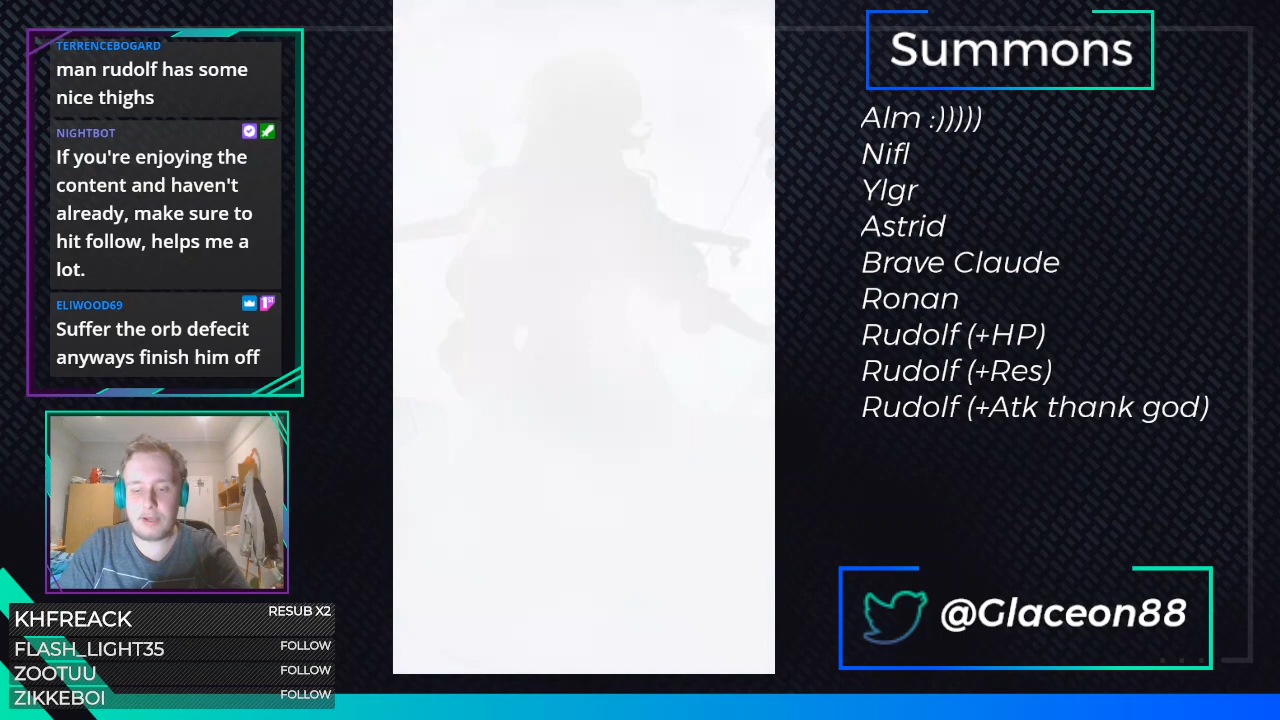 TERRENCEBOGARD
man rudolf has some
nice thighs
NIGHTBOT
If you're enjoying the
content and haven't
already, make sure to
hit follow, helps me a
lot.
ELIWOOD69
Suffer the orb defecit
anyways finish him off
KHFREACK RESUB X2
FLASH_LIGHT35 FOLLOW
ZOOTUU FOLLOW
ZIKKEBOI FOLLOW
Summons
Alm :)))))
Nifl
Ylgr
Astrid
Brave Claude
Ronan
Rudolf (+HP)
Rudolf (+Res)
Rudolf (+Atk thank god)
@Glaceon88